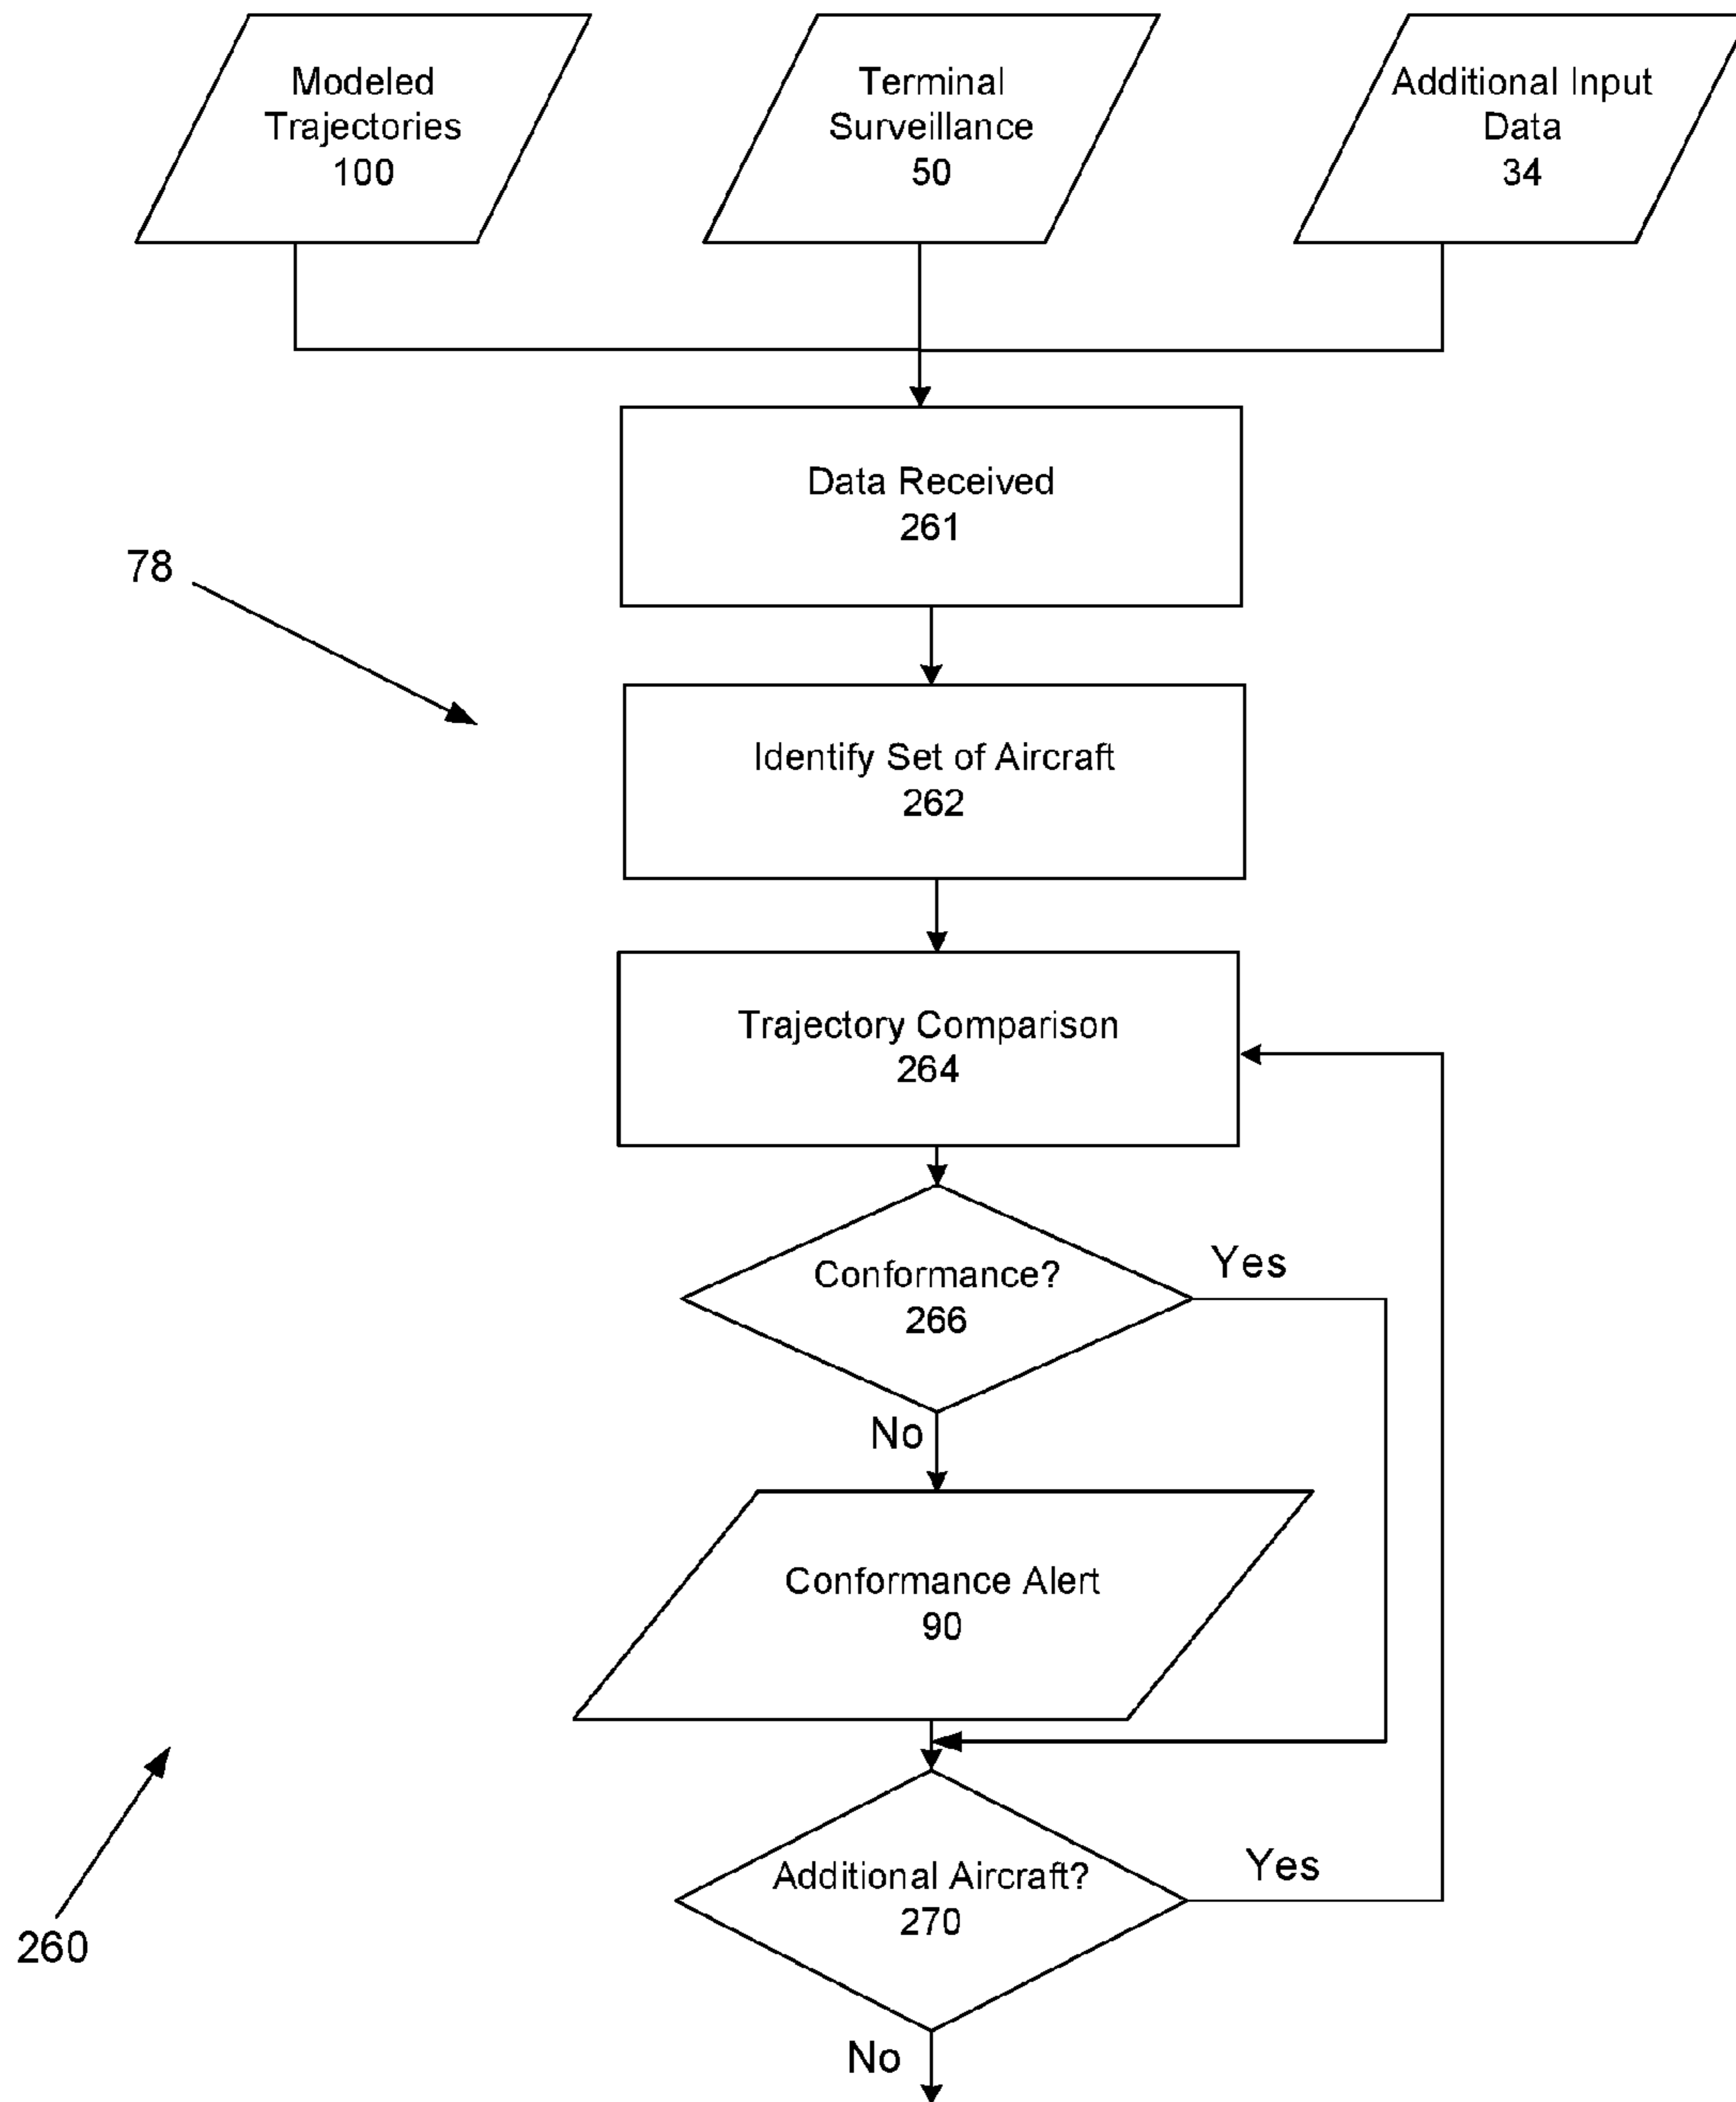 Modeled
Trajectories
100
Terminal
Surveillance
50
Additional Input
Data
34
Data Received
261
78
Identify Set of Aircraft
262
Trajectory Comparison
264
Conformance?
266
Yes
No
Conformance Alert
90
Additional Aircraft?
270
Yes
260
No